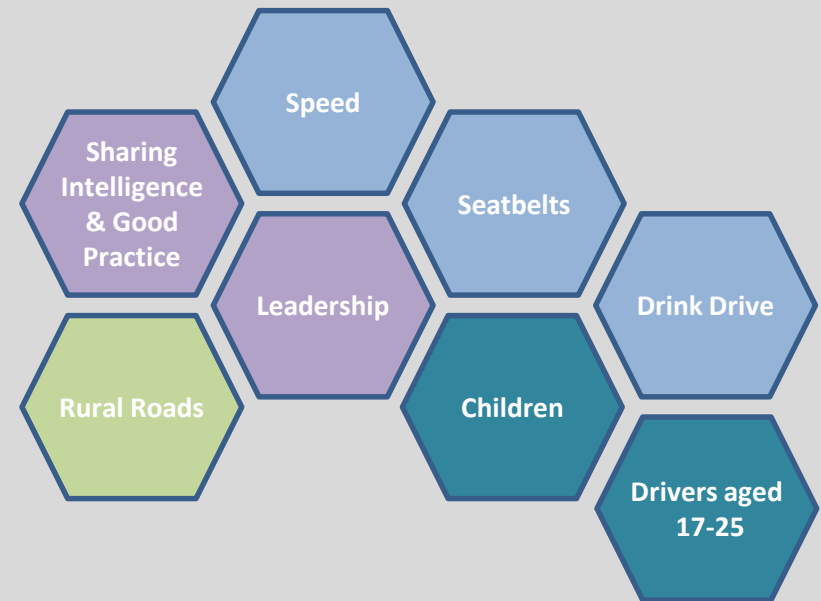 Speed
Sharing
Intelligence
& Good
Practice
Seatbelts
Leadership
Drink Drive
Rural Roads
Children
Drivers aged
17-25